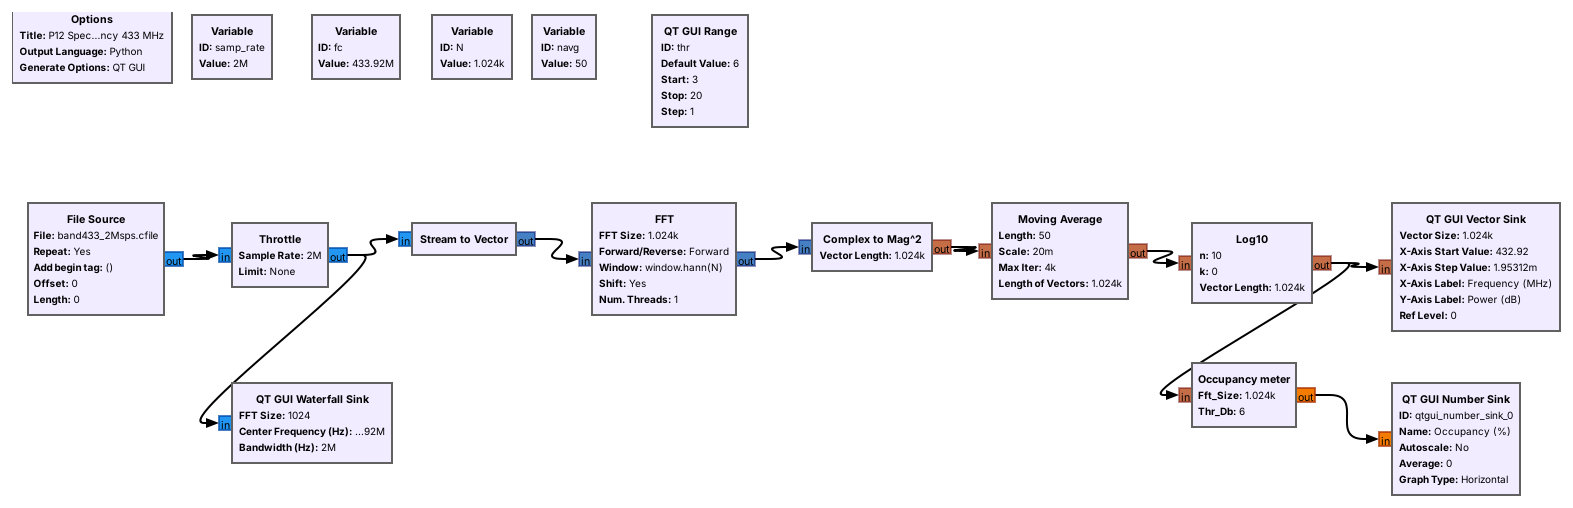 Options
Title: P12 Spec...ncy 433 MHz
Output Language: Python
Generate Options: QT GUI
Variable
ID: samp_rate
Value: 2M
Variable
ID: fc
Value: 433.92M
Variable
ID: N
Value: 1.024k
Variable
ID: navg
Value: 50
QT GUI Range
ID: thr
Default Value: 6
Start: 3
Stop: 20
Step: 1
File Source
File: band433_2Msps.cfile
Repeat: Yes
Add begin tag: ()
Offset: 0
Length: 0
out
in
Throttle
Sample Rate: 2M
Limit: None
out
in
Stream to Vector
out
in
FFT
FFT Size: 1.024k
Forward/Reverse: Forward
Window: window.hann(N)
Shift: Yes
Num. Threads: 1
out
in
Complex to Mag^2
Vector Length: 1.024k
out
in
Moving Average
Length: 50
Scale: 20m
Max Iter: 4k
Length of Vectors: 1.024k
out
in
Log10
n: 10
k: 0
Vector Length: 1.024k
out
in
QT GUI Vector Sink
Vector Size: 1.024k
X-Axis Start Value: 432.92
X-Axis Step Value: 1.95312m
X-Axis Label: Frequency (MHz)
Y-Axis Label: Power (dB)
Ref Level: 0
in
QT GUI Waterfall Sink
FFT Size: 1024
Center Frequency (Hz): ...92M
Bandwidth (Hz): 2M
in
Occupancy meter
Fft_Size: 1.024k
Thr_Db: 6
out
in
QT GUI Number Sink
ID: qtgui_number_sink_0
Name: Occupancy (%)
Autoscale: No
Average: 0
Graph Type: Horizontal